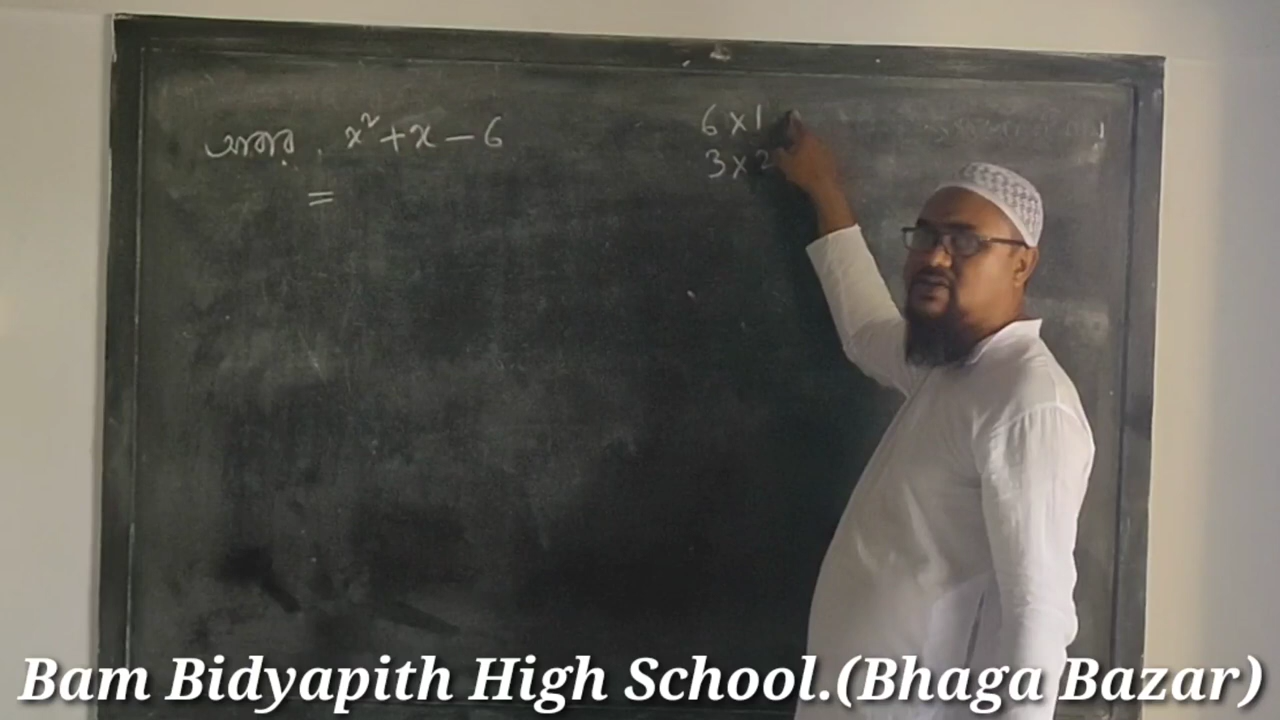 আবার, x² + x − 6
=
6 x 1
3 x 2
Bam Bidyapith High School.(Bhaga Bazar)